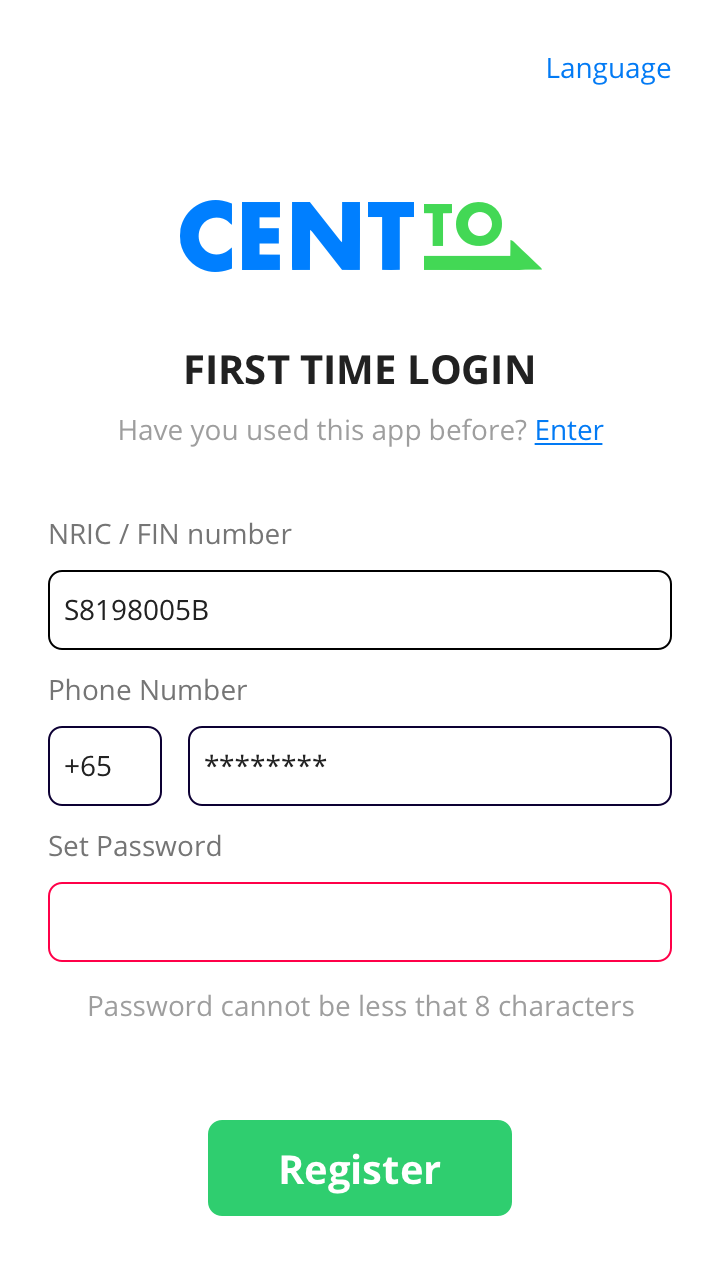 Language
CENTTO
FIRST TIME LOGIN
Have you used this app before? Enter
NRIC / FIN number
S8198005B
Phone Number
+65 ********
Set Password
Password cannot be less that 8 characters
Register